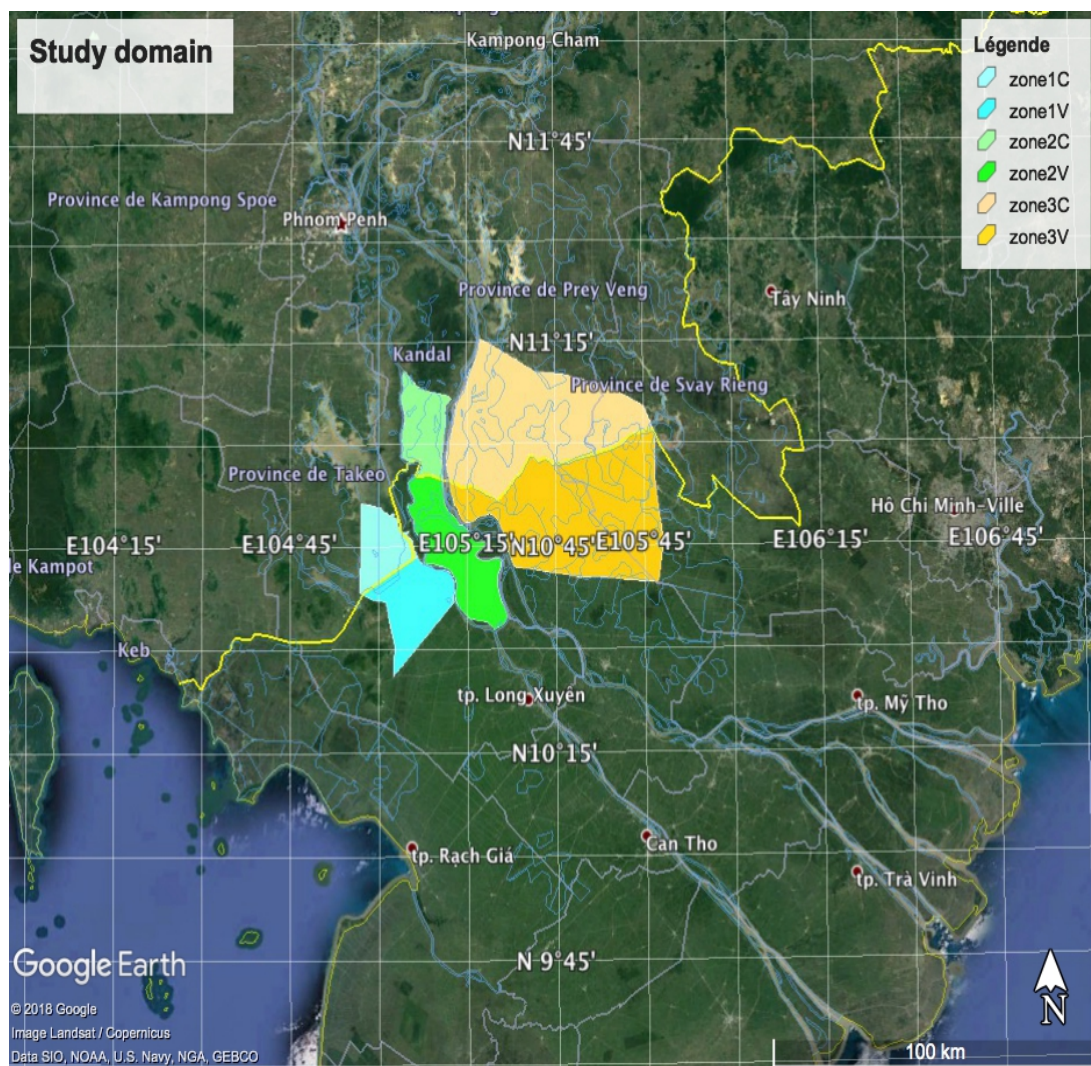 Study domain
Kampong Cham
Légende
zone1C
zone1V
zone2C
zone2V
zone3C
zone3V
N11°45'
Province de Kampong Spoe
Phnom Penh
Province de Prey Veng
Tây Ninh
N11°15'
Kandal
Province de Svay Rieng
Province de Takeo
Hô Chi Minh-Ville
E104°15'
E104°45'
E105°15'
N10°45'
E105°45'
E106°15'
E106°45'
de Kampot
Keb
tp. Long Xuyên
tp. Mỹ Tho
N10°15'
tp. Rạch Giá
Can Tho
tp. Trà Vinh
N 9°45'
Google Earth
N
© 2018 Google
Image Landsat / Copernicus
Data SIO, NOAA, U.S. Navy, NGA, GEBCO
100 km